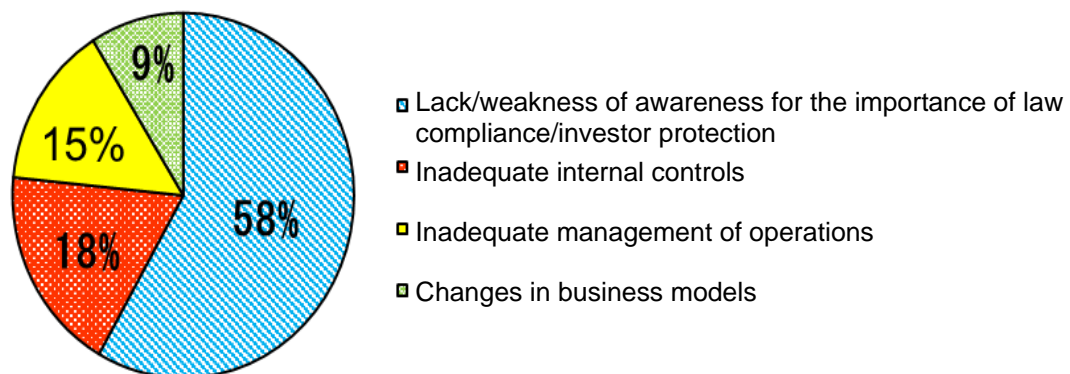 9%
15%
58%
18%
Lack/weakness of awareness for the importance of law
compliance/investor protection
Inadequate internal controls
Inadequate management of operations
Changes in business models